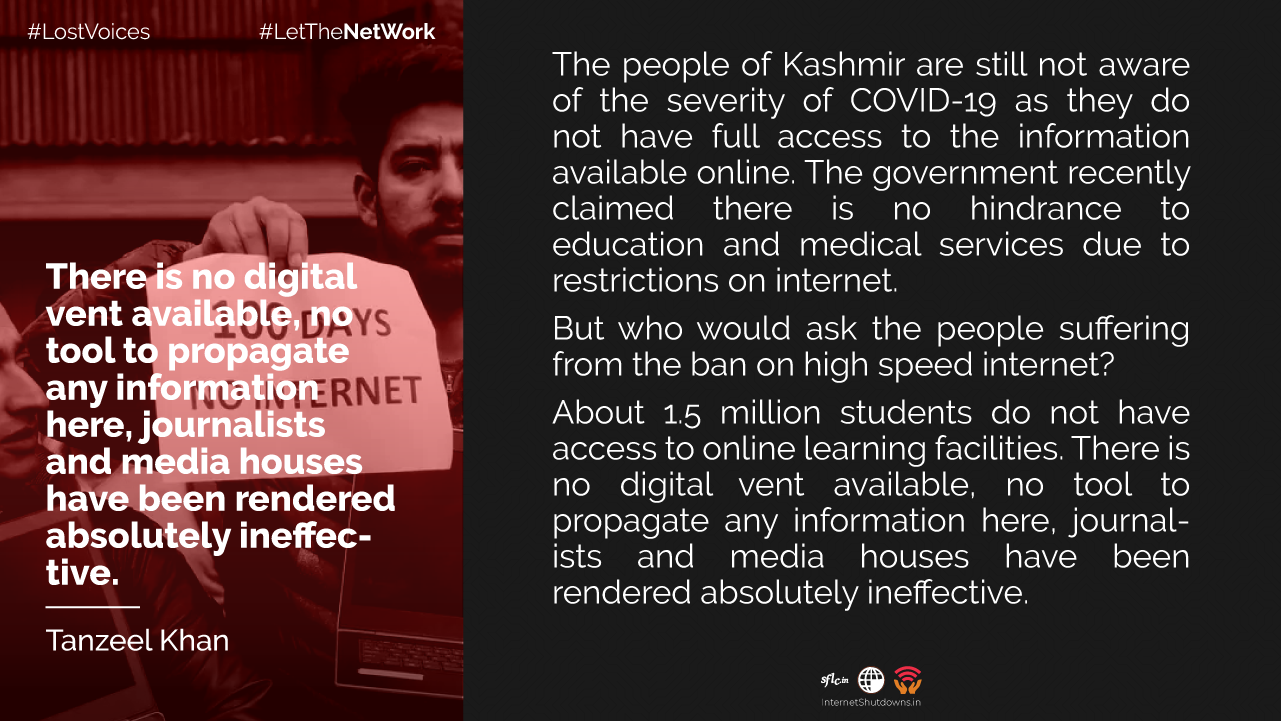 #LostVoices
#LetTheNetWork
100 DAYS
NO INTERNET
There is no digital
vent available, no
tool to propagate
any information
here, journalists
and media houses
have been rendered
absolutely ineffec-
tive.
Tanzeel Khan
The people of Kashmir are still not aware
of the severity of COVID-19 as they do
not have full access to the information
available online. The government recently
claimed there is no hindrance to
education and medical services due to
restrictions on internet.
But who would ask the people suffering
from the ban on high speed internet?
About 1.5 million students do not have
access to online learning facilities. There is
no digital vent available, no tool to
propagate any information here, journal-
ists and media houses have been
rendered absolutely ineffective.
sflc.in
InternetShutdowns.in